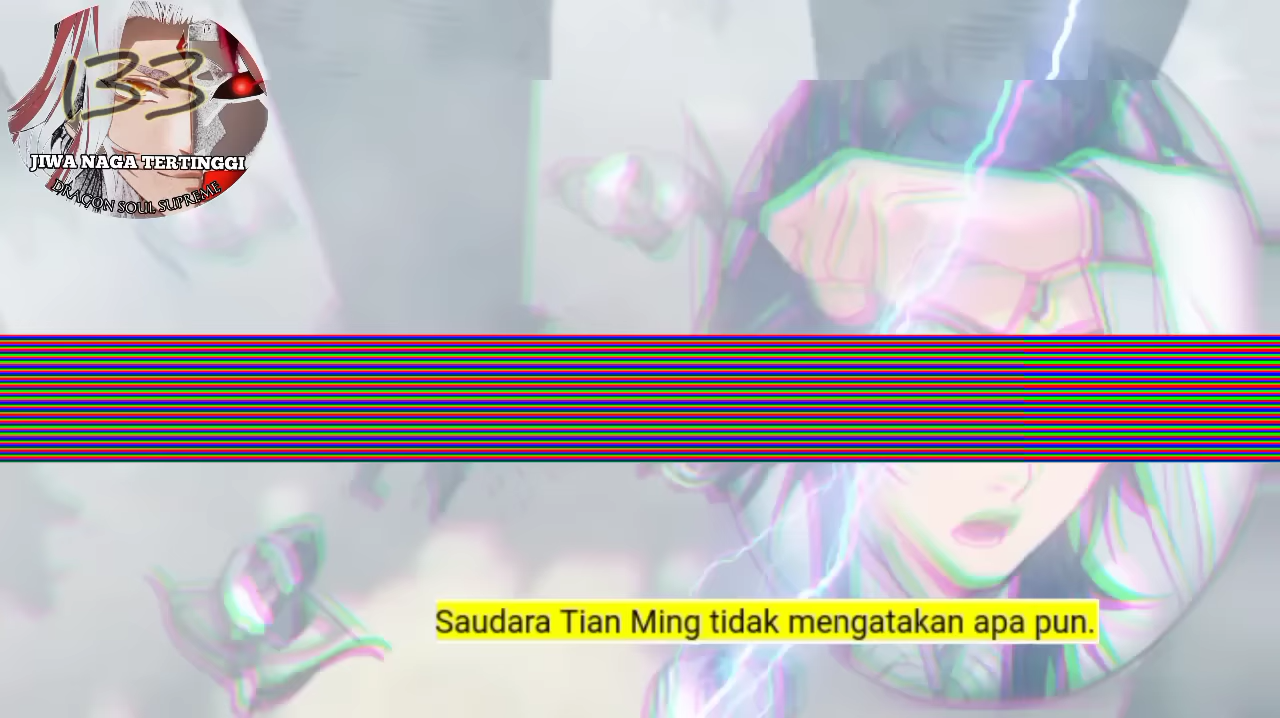 133
JIWA NAGA TERTINGGI
DRAGON SOUL SUPREME
Saudara Tian Ming tidak mengatakan apa pun.